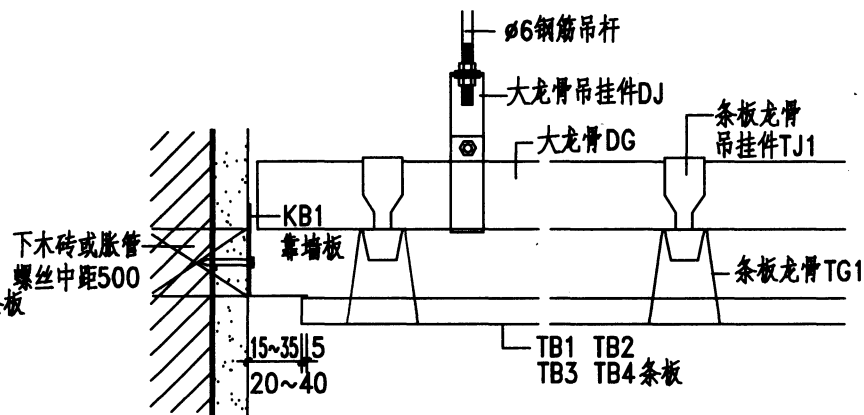 ø6钢筋吊杆
大龙骨吊挂件DJ
条板龙骨
吊挂件TJ1
大龙骨DG
KB1
靠墙板
下木砖或胀管
螺丝中距500
条板龙骨TG1
15~35
5
20~40
TB1 TB2
TB3 TB4条板
板